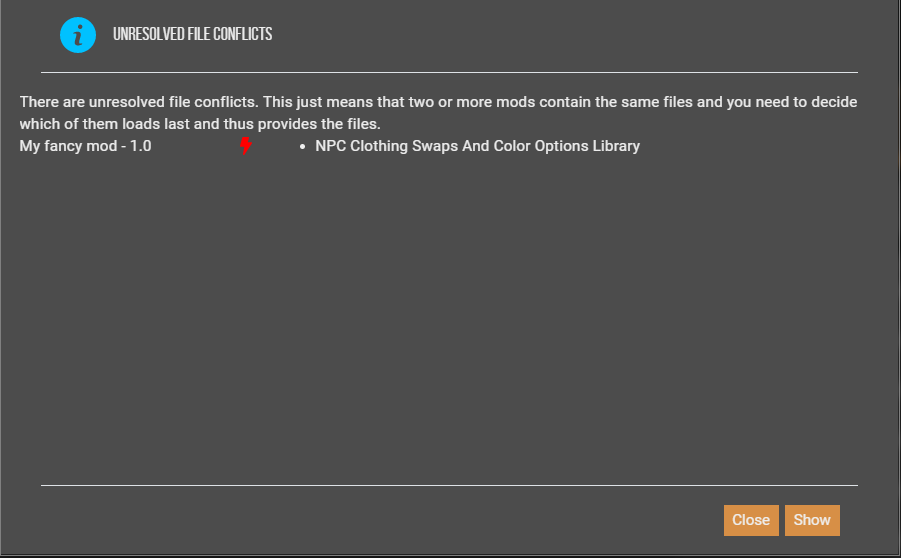 UNRESOLVED FILE CONFLICTS
There are unresolved file conflicts. This just means that two or more mods contain the same files and you need to decide
which of them loads last and thus provides the files.
My fancy mod - 1.0 • NPC Clothing Swaps And Color Options Library
Close Show